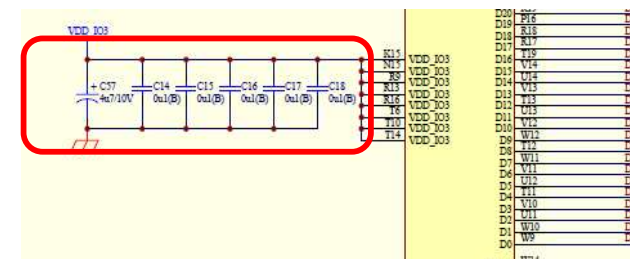 VDD_IO3
+ C57
4u7/10V
C14
0u1(B)
C15
0u1(B)
C16
0u1(B)
C17
0u1(B)
C18
0u1(B)
K15 VDD_IO3
N15 VDD_IO3
R9 VDD_IO3
R13 VDD_IO3
R16 VDD_IO3
T6 VDD_IO3
T10 VDD_IO3
T14 VDD_IO3
D20
D19 P16
D18 R18
D17 R17
D16 T19
D15 V14
D14 U14
D13 V13
D12 T13
D11 U13
D10 V12
D9 W12
D8 T12
D7 W11
D6 V11
D5 U12
D4 T11
D3 V10
D2 U11
D1 W10
D0 W9